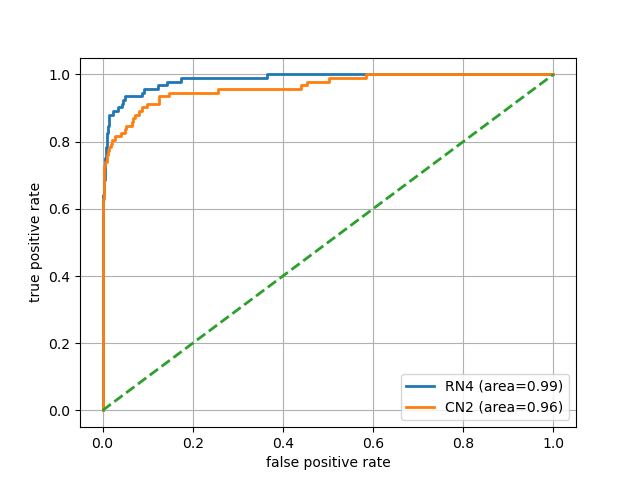 1.0
0.8
0.6
0.4
0.2
0.0
true positive rate
0.0 0.2 0.4 0.6 0.8 1.0
false positive rate
RN4 (area=0.99)
CN2 (area=0.96)